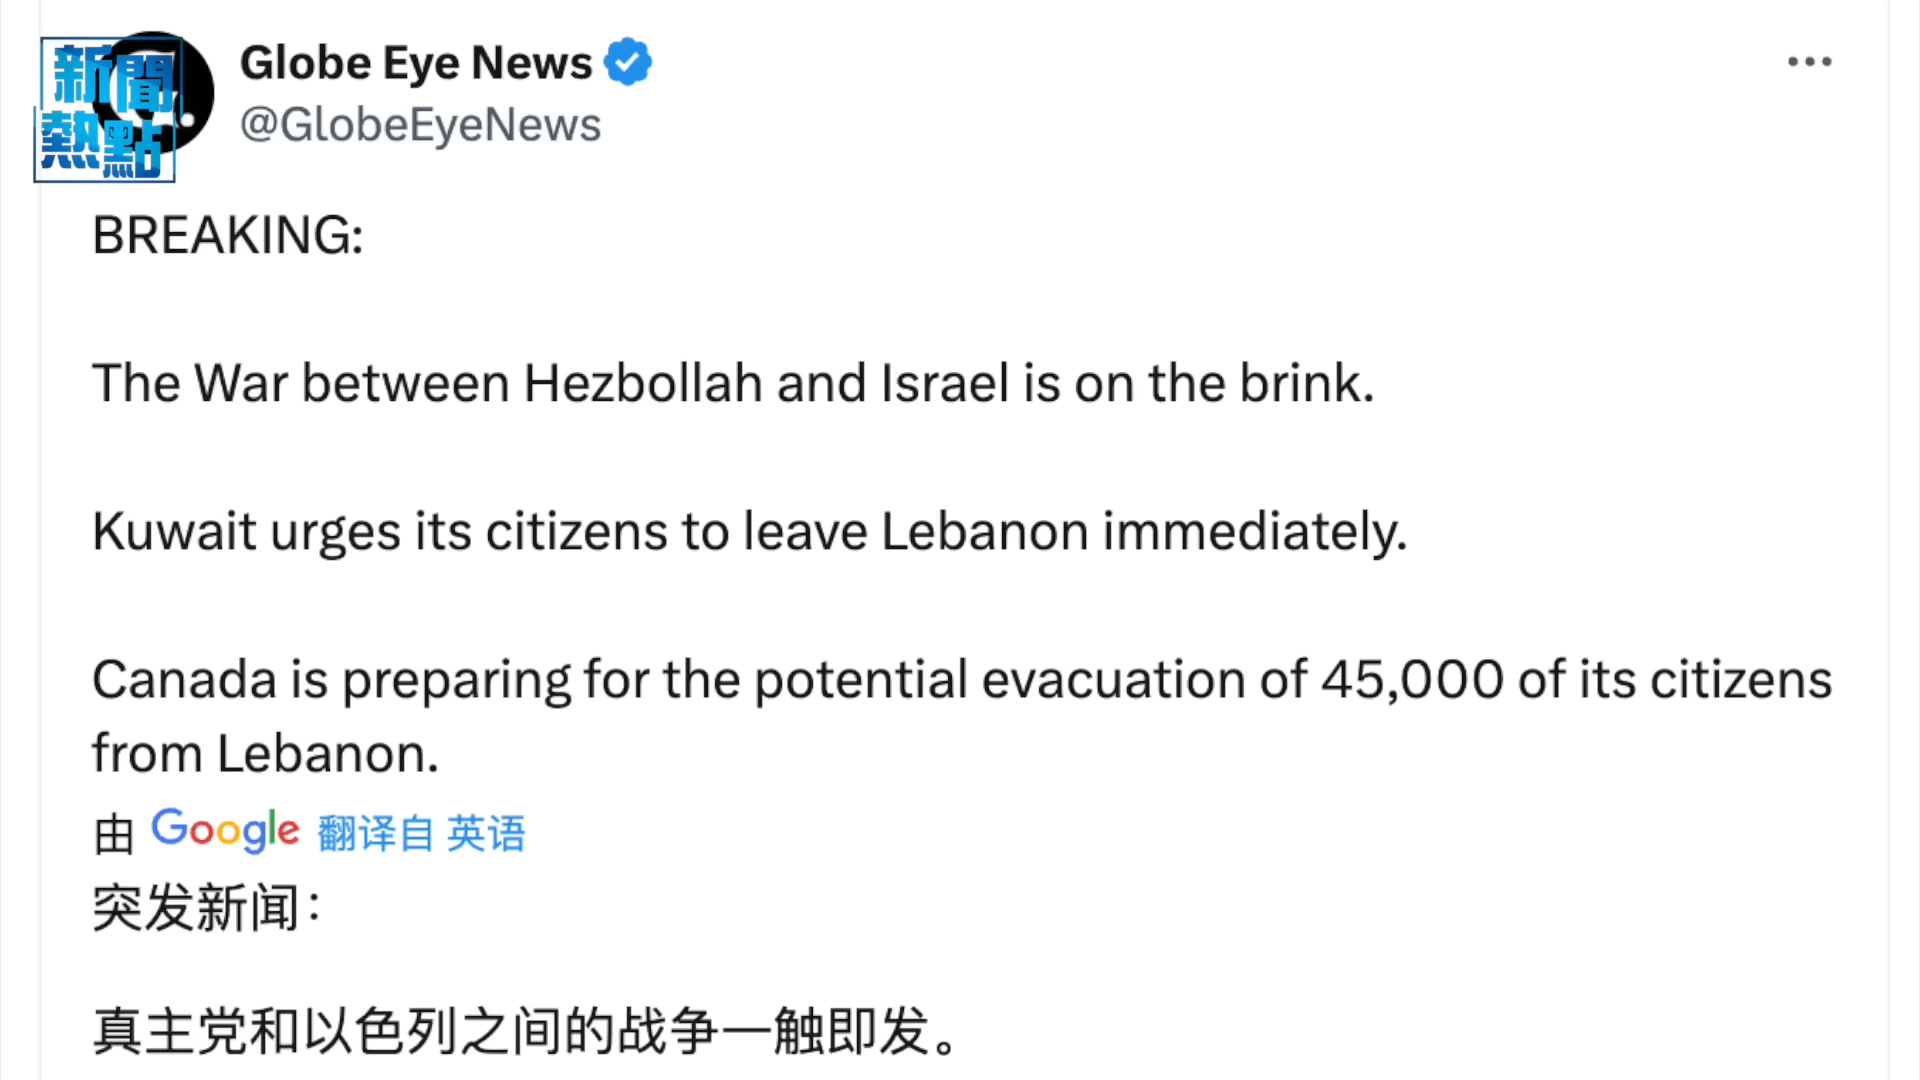 新聞
熱點
Globe Eye News
@GlobeEyeNews
BREAKING:
The War between Hezbollah and Israel is on the brink.
Kuwait urges its citizens to leave Lebanon immediately.
Canada is preparing for the potential evacuation of 45,000 of its citizens
from Lebanon.
由 Google 翻译自 英语
突发新闻：
真主党和以色列之间的战争一触即发。